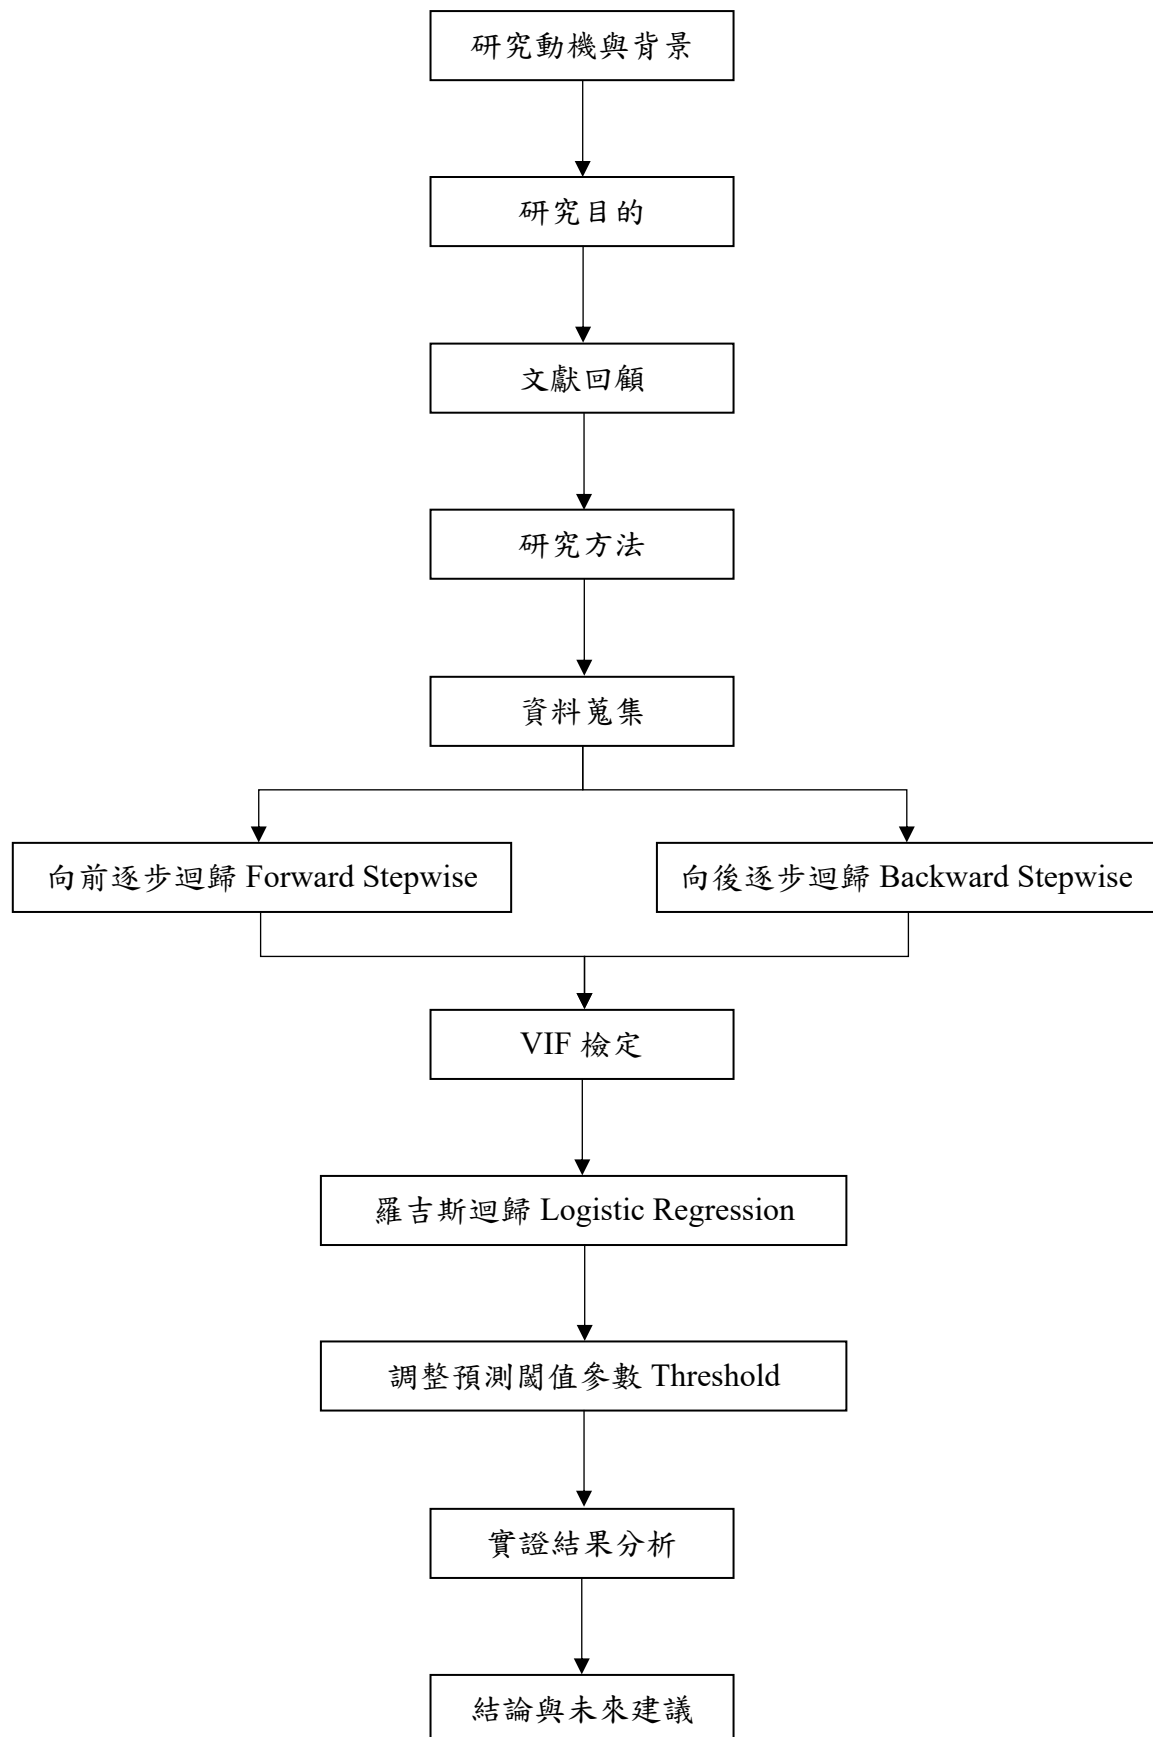 研究動機與背景
研究目的
文獻回顧
研究方法
資料蒐集
向前逐步迴歸 Forward Stepwise
向後逐步迴歸 Backward Stepwise
VIF 檢定
羅吉斯迴歸 Logistic Regression
調整預測閾值參數 Threshold
實證結果分析
結論與未來建議